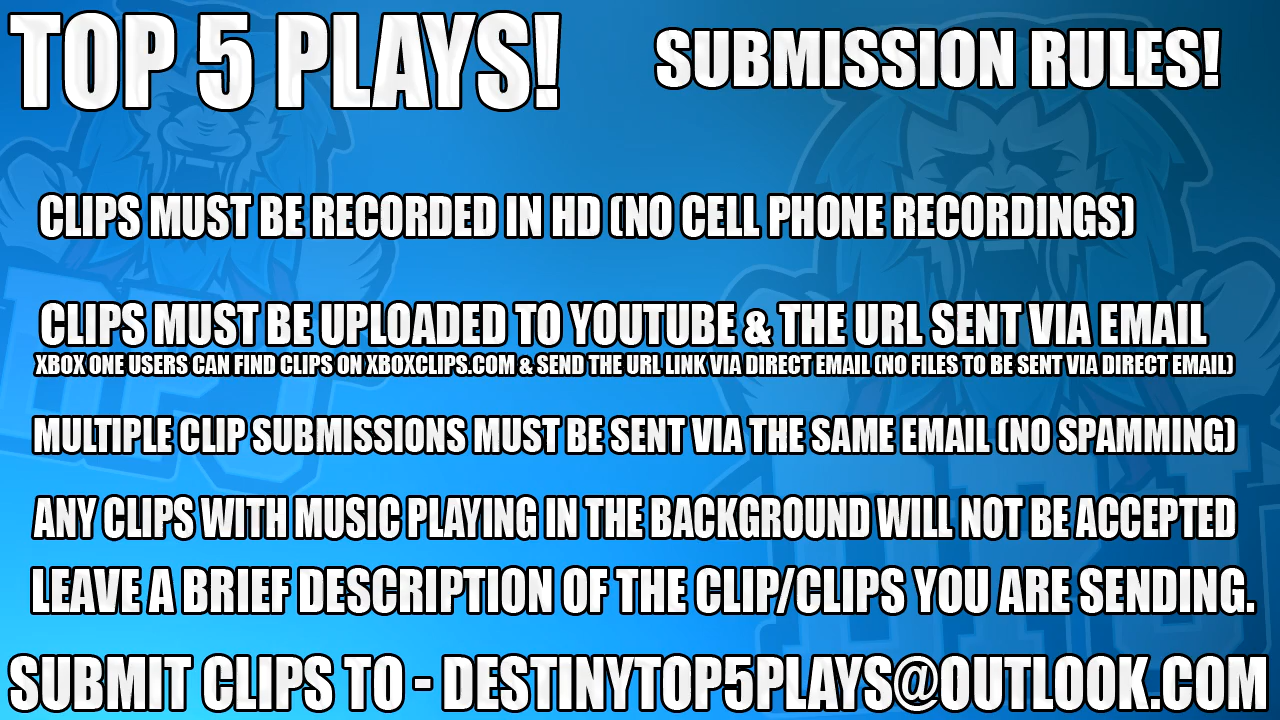 TOP 5 PLAYS!
SUBMISSION RULES!
CLIPS MUST BE RECORDED IN HD (NO CELL PHONE RECORDINGS)
CLIPS MUST BE UPLOADED TO YOUTUBE & THE URL SENT VIA EMAIL
XBOX ONE USERS CAN FIND CLIPS ON XBOXCLIPS.COM & SEND THE URL LINK VIA DIRECT EMAIL (NO FILES TO BE SENT VIA DIRECT EMAIL)
MULTIPLE CLIP SUBMISSIONS MUST BE SENT VIA THE SAME EMAIL (NO SPAMMING)
ANY CLIPS WITH MUSIC PLAYING IN THE BACKGROUND WILL NOT BE ACCEPTED
LEAVE A BRIEF DESCRIPTION OF THE CLIP/CLIPS YOU ARE SENDING.
SUBMIT CLIPS TO - DESTINYTOP5PLAYS@OUTLOOK.COM